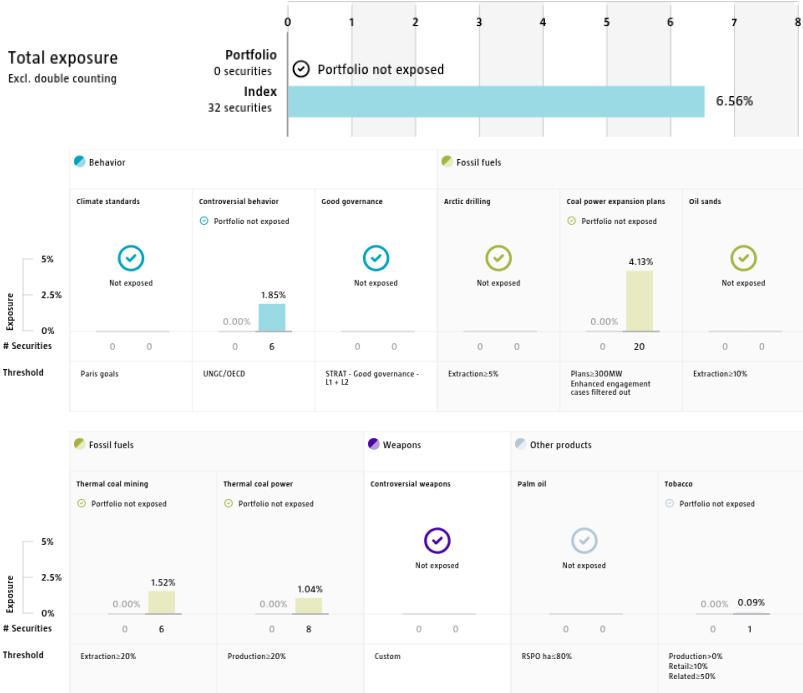 0 1 2 3 4 5 6 7 8
Total exposure
Excl. double counting
Portfolio
0 securities
Portfolio not exposed
Index
32 securities
6.56%
Behavior
Fossil fuels
Climate standards
Controversial behavior
Good governance
Arctic drilling
Coal power expansion plans
Oil sands
Portfolio not exposed
Portfolio not exposed
Exposure
5%
2.5%
0%
Not exposed
0.00%
1.85%
Not exposed
Not exposed
0.00%
4.13%
Not exposed
# Securities
0 0
0 6
0 0
0 0
0 20
0 0
Threshold
Paris goals
UNGC/OECD
STRAT - Good governance -
L1 + L2
Extraction≥5%
Plans≥300MW
Enhanced engagement
cases filtered out
Extraction≥10%
Fossil fuels
Weapons
Other products
Thermal coal mining
Thermal coal power
Controversial weapons
Palm oil
Tobacco
Portfolio not exposed
Portfolio not exposed
Portfolio not exposed
Exposure
5%
2.5%
0%
0.00%
1.52%
0.00%
1.04%
Not exposed
Not exposed
0.00%
0.09%
# Securities
0 6
0 8
0 0
0 0
0 1
Threshold
Extraction≥20%
Production≥20%
Custom
RSPO ha≤80%
Production>0%
Retail≥10%
Related≥50%